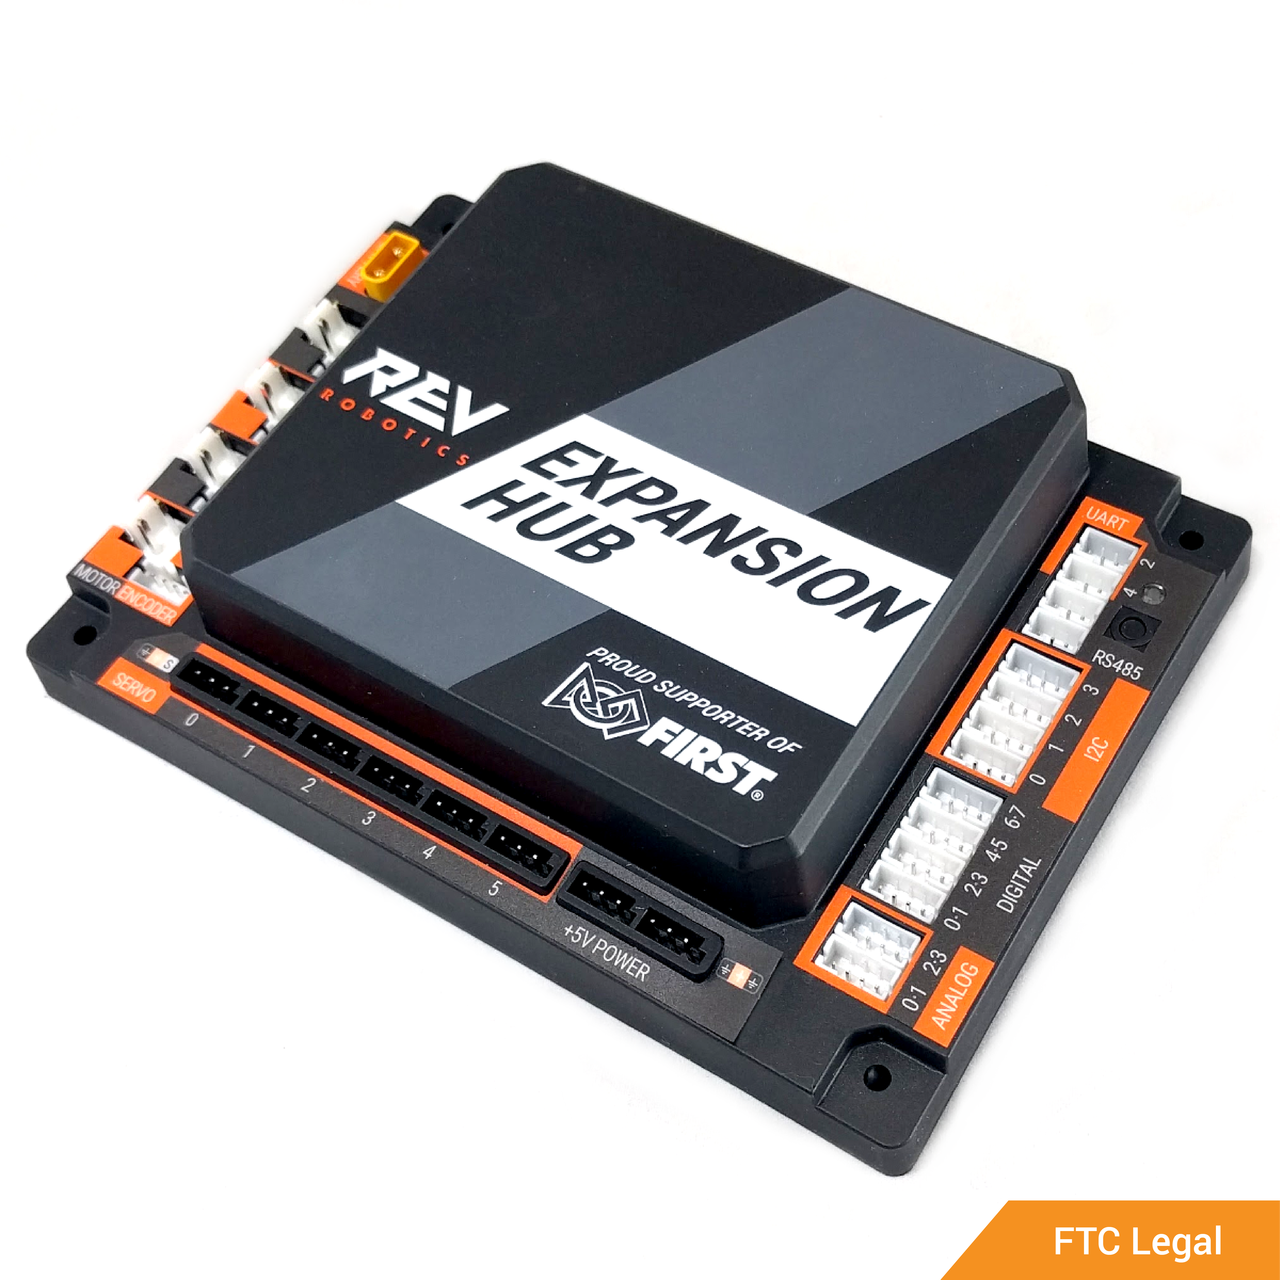 REV
ROBOTICS
EXPANSION
HUB
PROUD SUPPORTER OF
FIRST®
MOTOR ENCODER
SERVO
S
0
1
2
3
4
5
+5V POWER
UART
2
4
RS485
3
2
1
0
I2C
6·7
4·5
2·3
0·1
DIGITAL
2·3
0·1
ANALOG
FTC Legal